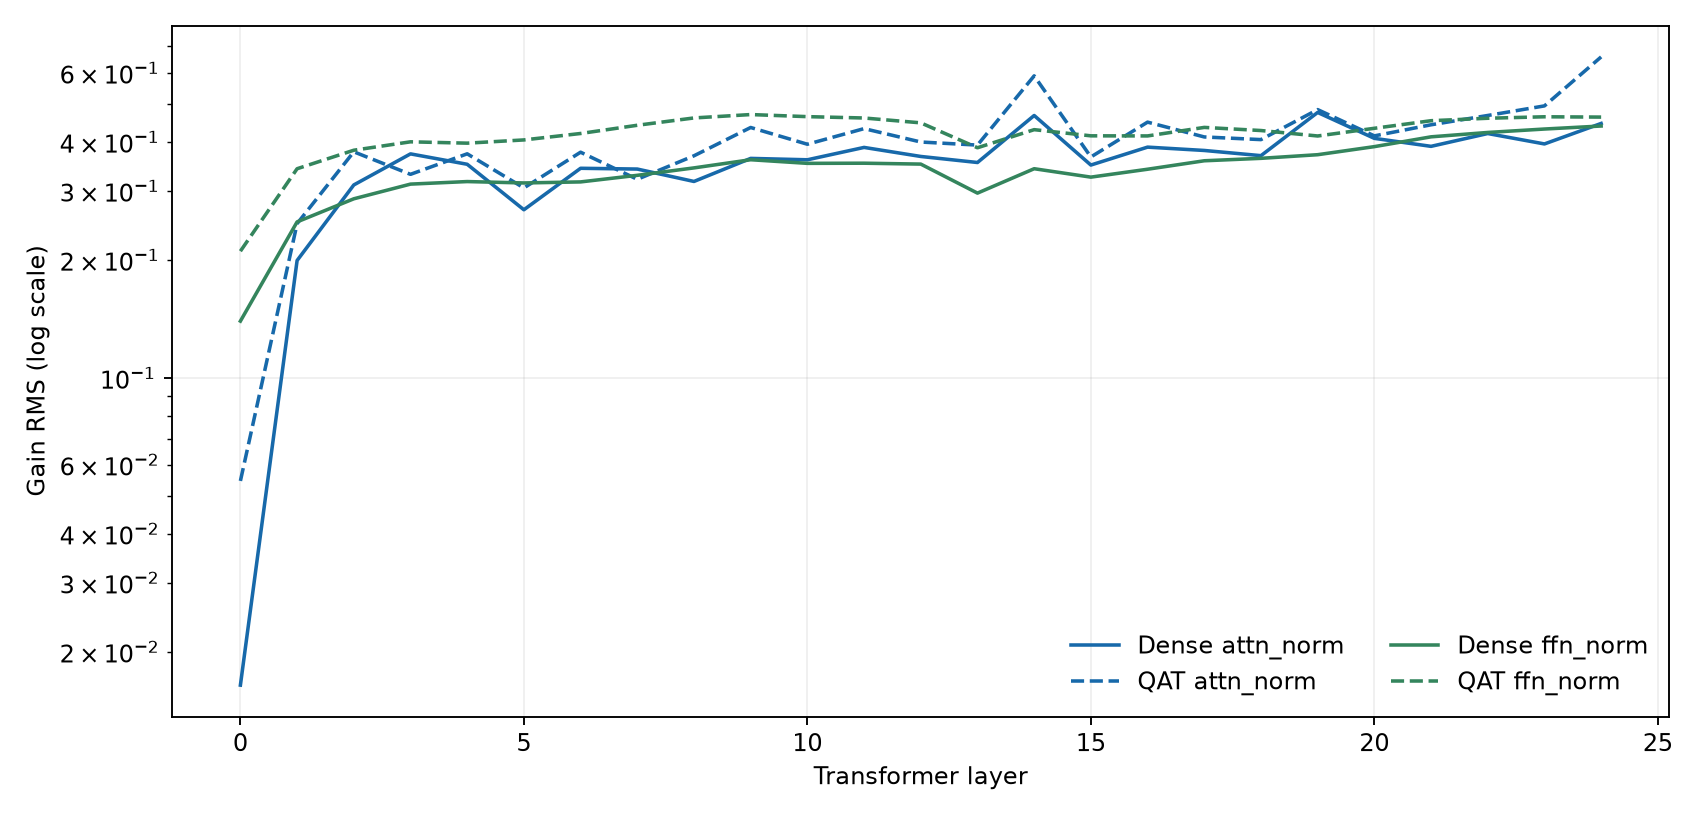 Gain RMS (log scale)
6 × 10⁻¹
4 × 10⁻¹
3 × 10⁻¹
2 × 10⁻¹
10⁻¹
6 × 10⁻²
4 × 10⁻²
3 × 10⁻²
2 × 10⁻²
Dense attn_norm
QAT attn_norm
Dense ffn_norm
QAT ffn_norm
0 5 10 15 20 25
Transformer layer